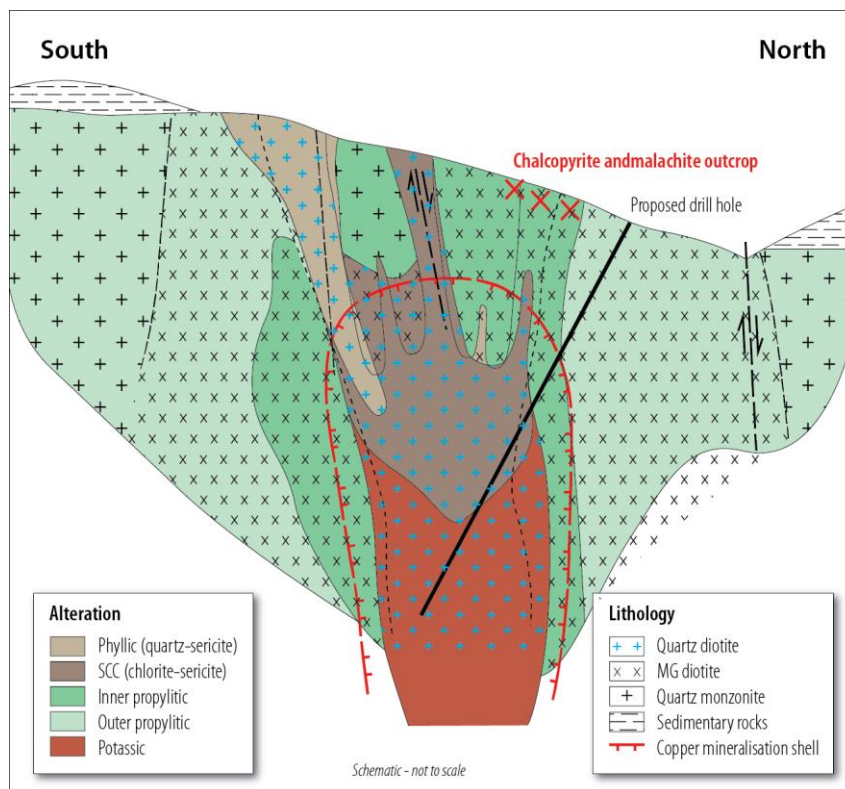 South
North
Chalcopyrite andmalachite outcrop
Proposed drill hole
Alteration
Phyllic (quartz-sericite)
SCC (chlorite-sericite)
Inner propylitic
Outer propylitic
Potassic
Lithology
Quartz diotite
MG diotite
Quartz monzonite
Sedimentary rocks
Copper mineralisation shell
Schematic - not to scale